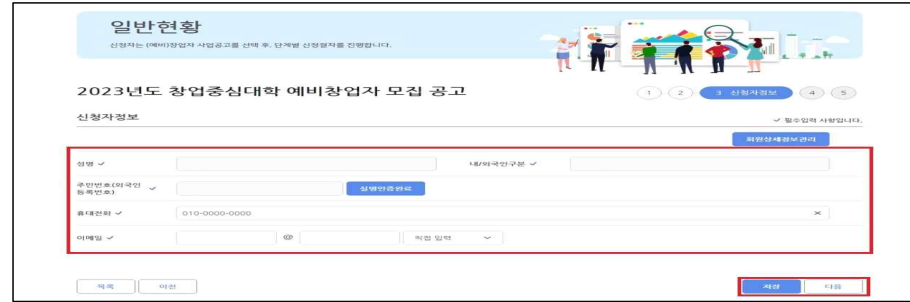 일반현황
신청자는 (예비)창업자 사업공고를 선택 후, 단계별 신청절차를 진행합니다.
2023년도 창업중심대학 예비창업자 모집 공고
1 2 3 신청자정보 4 5
신청자정보
✓ 필수입력 사항입니다.
회원상세정보관리
성명 ✓ 내/외국인구분 ✓
주민번호(외국인등록번호) ✓ 실명인증완료
휴대전화 ✓ 010-0000-0000 ×
이메일 ✓ @ 직접 입력
목록 이전 저장 다음